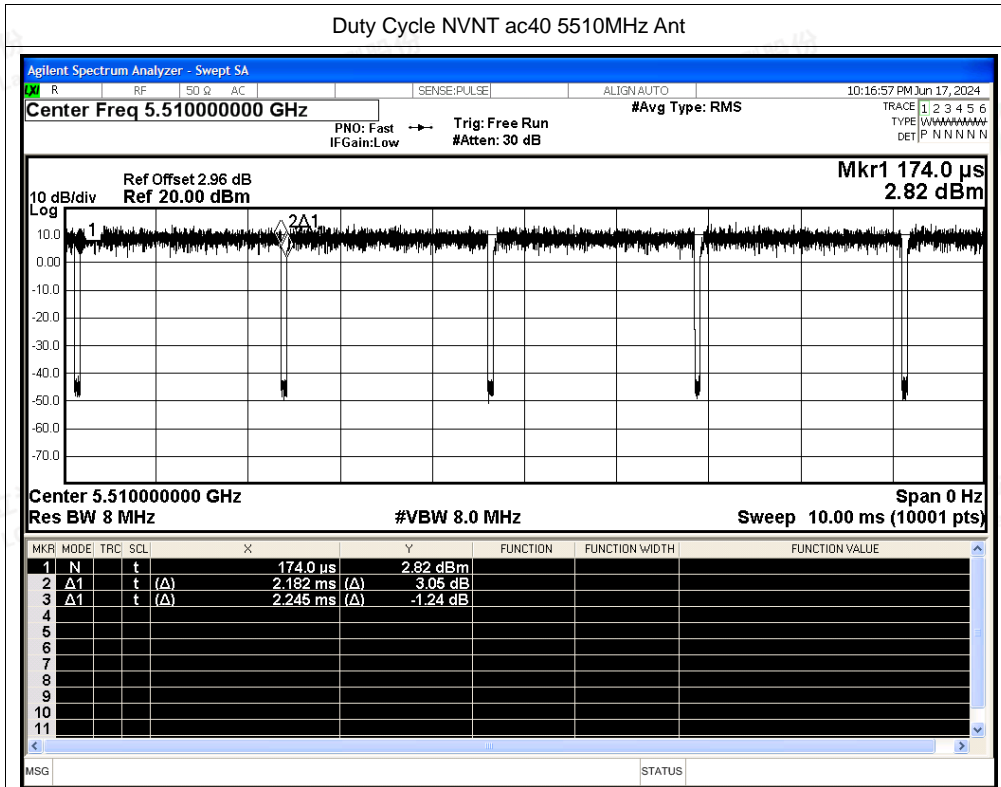 Duty Cycle NVNT ac40 5510MHz Ant
Agilent Spectrum Analyzer - Swept SA
LXI R RF 50 Ω AC SENSE:PULSE ALIGN AUTO 10:16:57 PM Jun 17, 2024
Center Freq 5.510000000 GHz #Avg Type: RMS TRACE 1 2 3 4 5 6
PNO: Fast Trig: Free Run TYPE WWWWWW
IFGain:Low #Atten: 30 dB DET P N N N N N
Mkr1 174.0 µs
Ref Offset 2.96 dB
10 dB/div Ref 20.00 dBm 2.82 dBm
Log
1 2Δ1
10.0
0.00
-10.0
-20.0
-30.0
-40.0
-50.0
-60.0
-70.0
Center 5.510000000 GHz Span 0 Hz
Res BW 8 MHz #VBW 8.0 MHz Sweep 10.00 ms (10001 pts)
MKR MODE TRC SCL X Y FUNCTION FUNCTION WIDTH FUNCTION VALUE
1 N t 174.0 µs 2.82 dBm
2 Δ1 t (Δ) 2.182 ms (Δ) 3.05 dB
3 Δ1 t (Δ) 2.245 ms (Δ) -1.24 dB
4
5
6
7
8
9
10
11
MSG STATUS